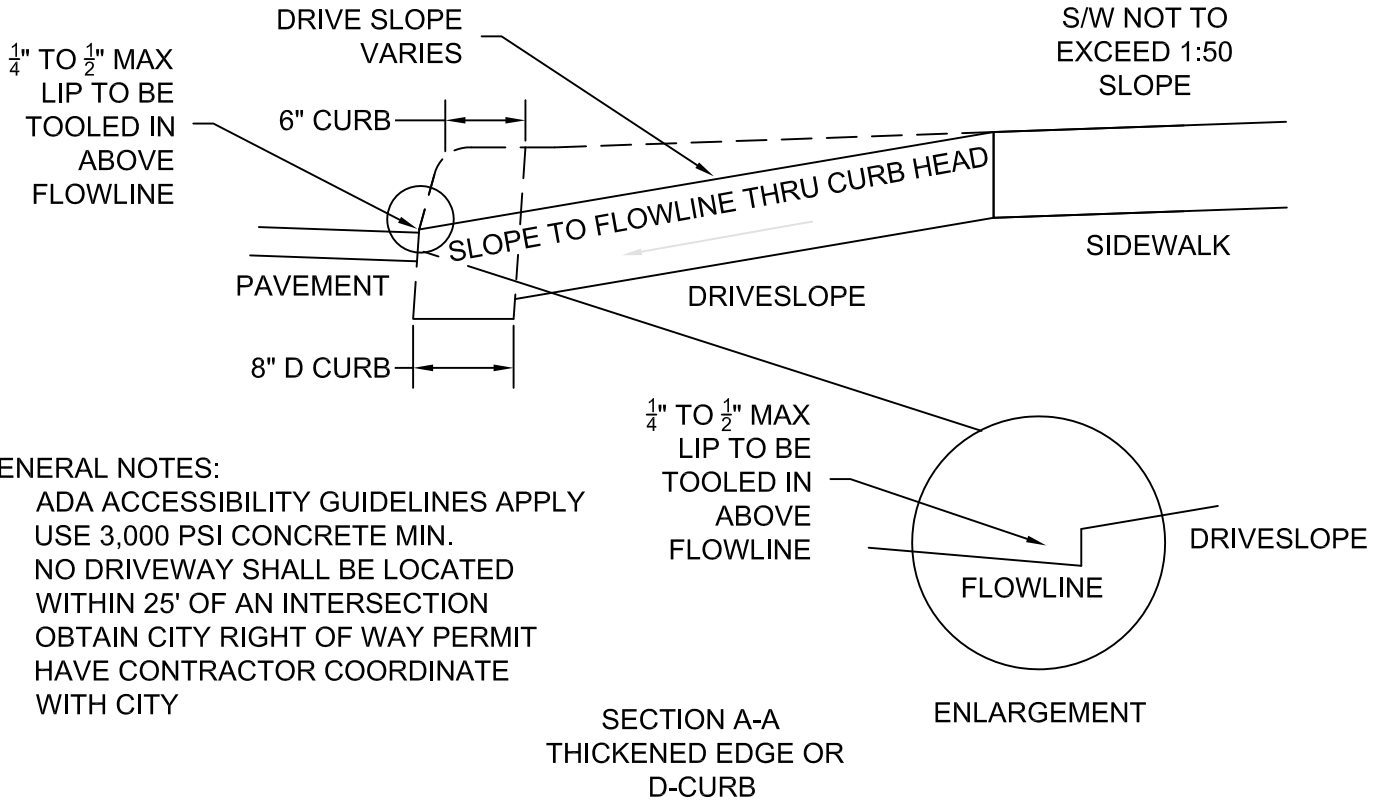 DRIVE SLOPE
VARIES
S/W NOT TO
EXCEED 1:50
SLOPE
1/4" TO 1/2" MAX
LIP TO BE
TOOLED IN
ABOVE
FLOWLINE
6" CURB
SLOPE TO FLOWLINE THRU CURB HEAD
SIDEWALK
PAVEMENT
DRIVESLOPE
8" D CURB
1/4" TO 1/2" MAX
LIP TO BE
TOOLED IN
ABOVE
FLOWLINE
DRIVESLOPE
FLOWLINE
ENLARGEMENT
ENERAL NOTES:
ADA ACCESSIBILITY GUIDELINES APPLY
USE 3,000 PSI CONCRETE MIN.
NO DRIVEWAY SHALL BE LOCATED
WITHIN 25' OF AN INTERSECTION
OBTAIN CITY RIGHT OF WAY PERMIT
HAVE CONTRACTOR COORDINATE
WITH CITY
SECTION A-A
THICKENED EDGE OR
D-CURB